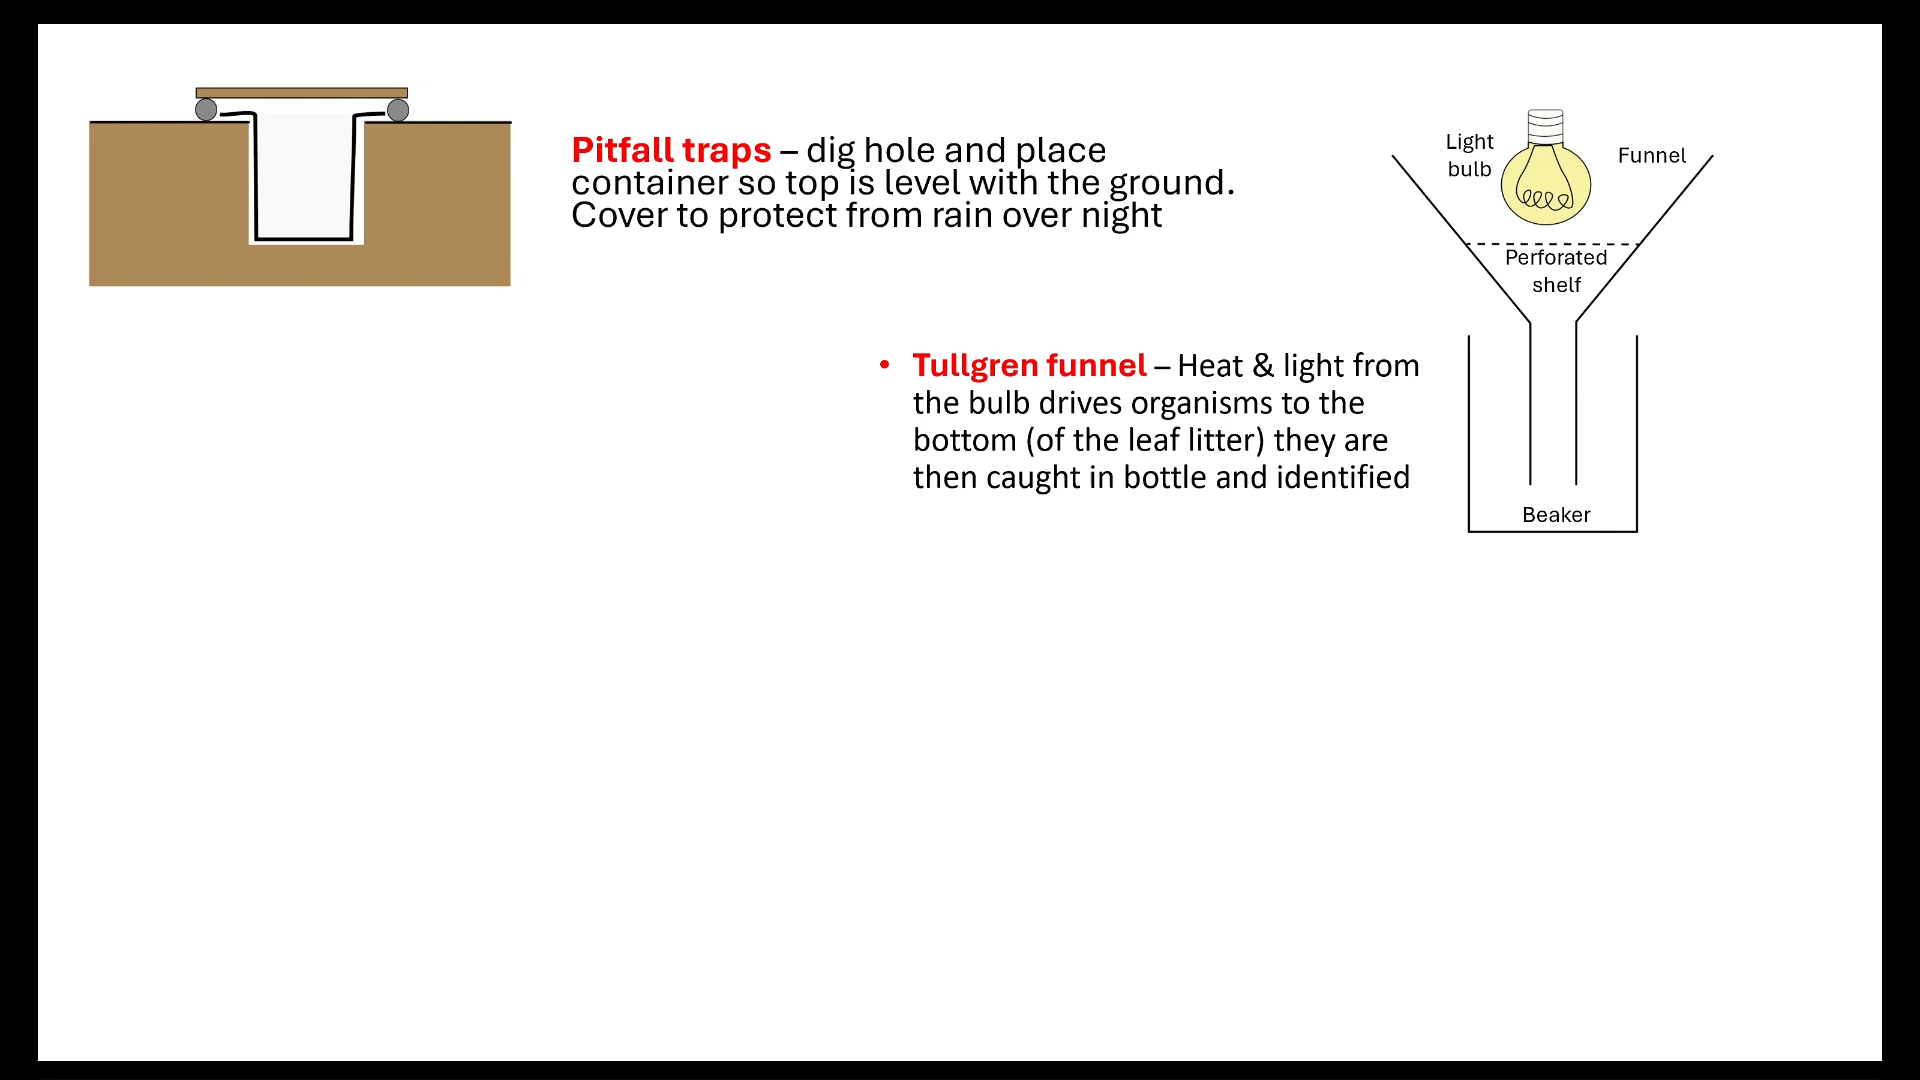 Pitfall traps – dig hole and place
container so top is level with the ground.
Cover to protect from rain over night
Light
bulb
Funnel
Perforated
shelf
• Tullgren funnel – Heat & light from
the bulb drives organisms to the
bottom (of the leaf litter) they are
then caught in bottle and identified
Beaker